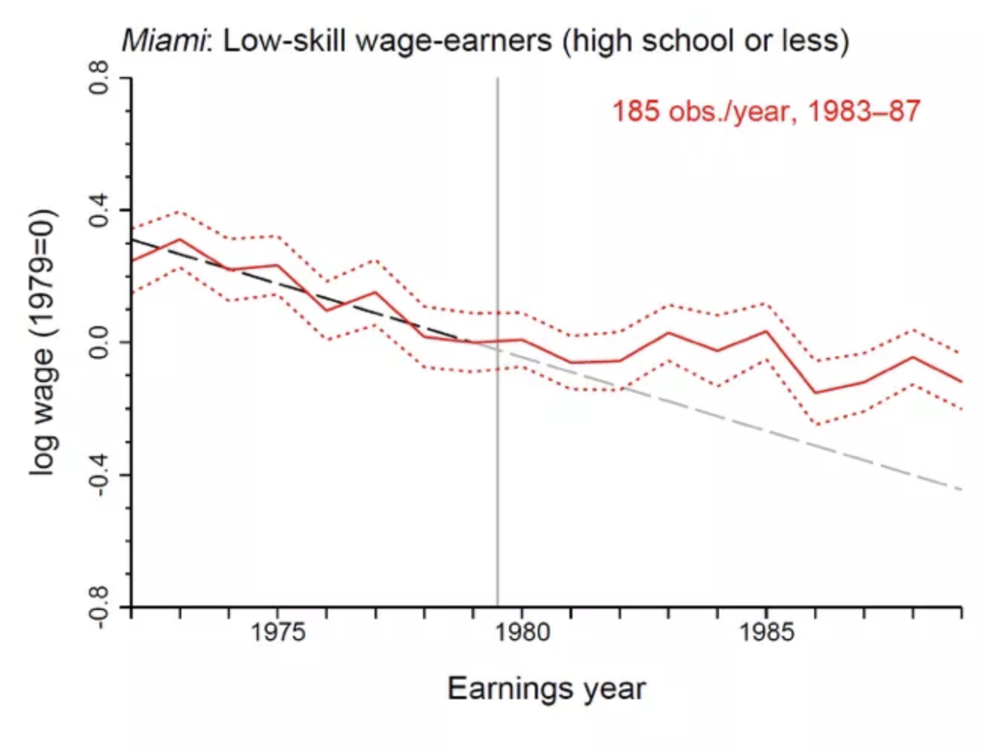 Miami: Low-skill wage-earners (high school or less)
185 obs./year, 1983–87
log wage (1979=0)
0.8
0.4
0.0
-0.4
-0.8
1975 1980 1985
Earnings year